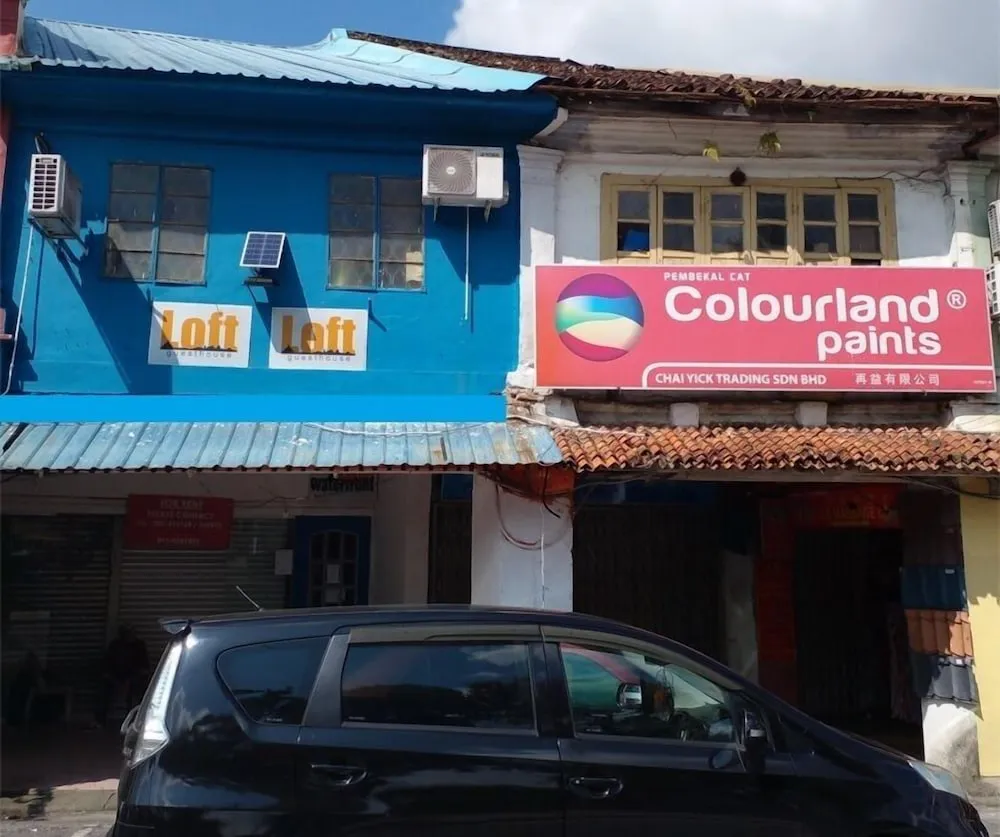 Loft
guesthouse
Loft
guesthouse
PEMBEKAL CAT
Colourland®
paints
CHAI YICK TRADING SDN BHD 再益有限公司
waterfront